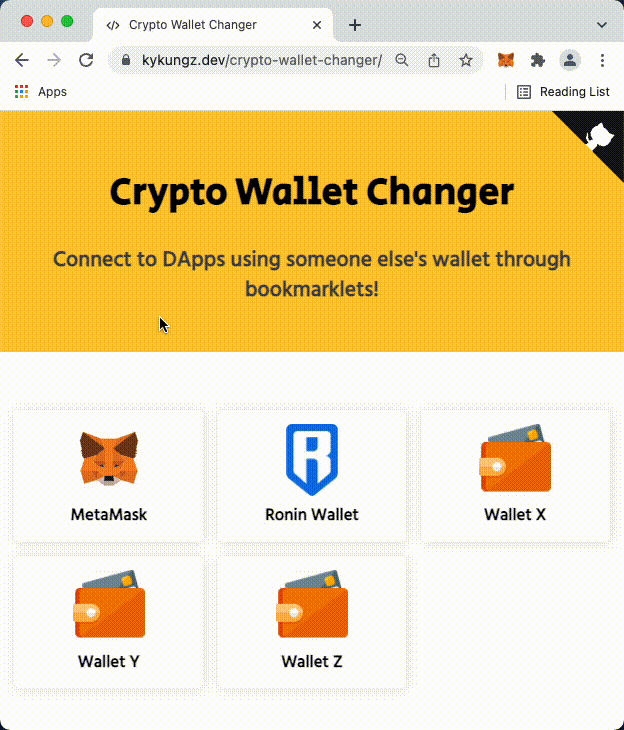 Crypto Wallet Changer
kykungz.dev/crypto-wallet-changer/
Apps
Reading List
Crypto Wallet Changer
Connect to DApps using someone else's wallet through
bookmarklets!
MetaMask
Ronin Wallet
Wallet X
Wallet Y
Wallet Z